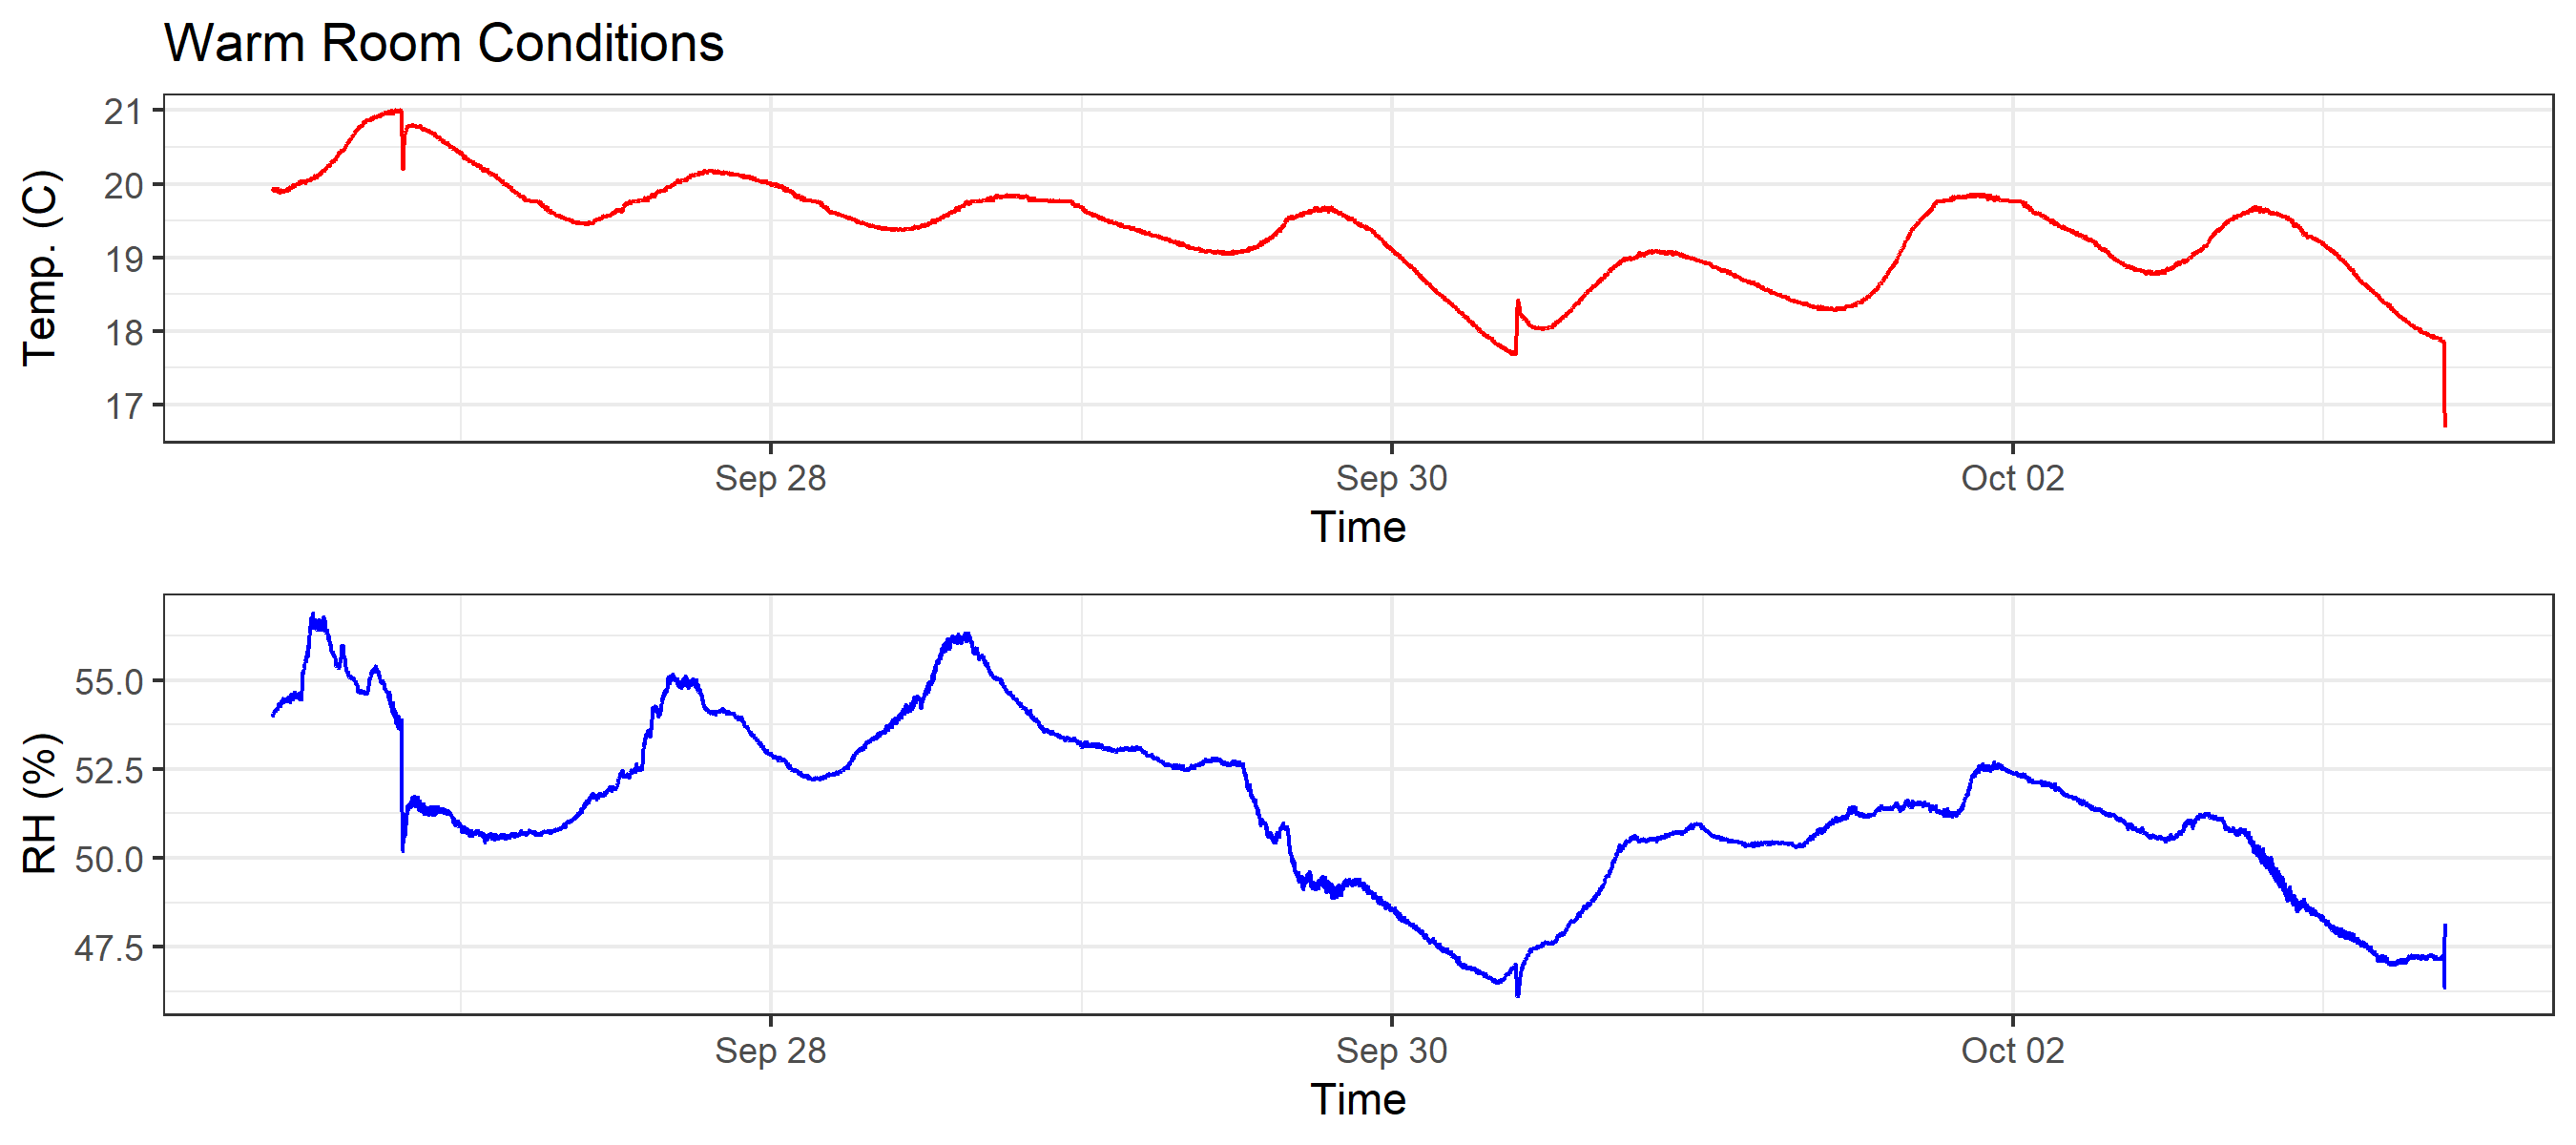 Warm Room Conditions
Temp. (C)
21
20
19
18
17
Sep 28 Sep 30 Oct 02
Time
RH (%)
55.0
52.5
50.0
47.5
Sep 28 Sep 30 Oct 02
Time